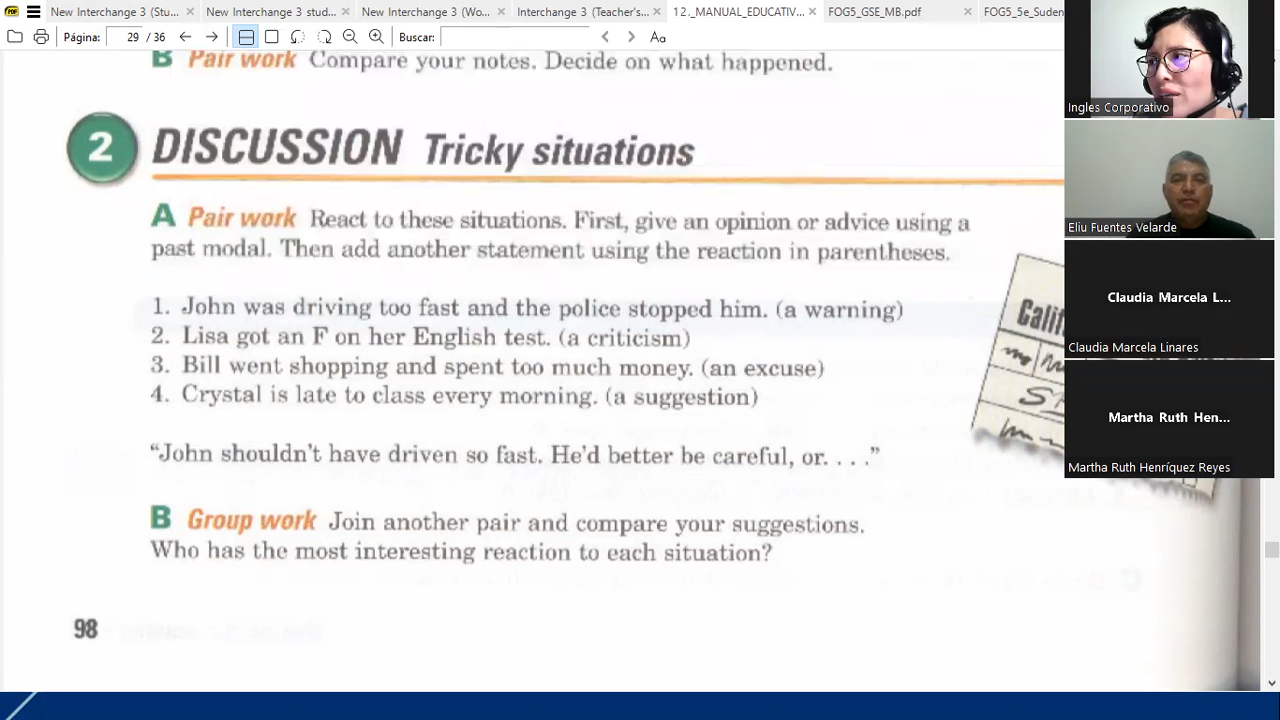 New Interchange 3 (Stu...
New Interchange 3 stud...
New Interchange 3 (Wo...
Interchange 3 (Teacher's...
12._MANUAL_EDUCATIV...
FOG5_GSE_MB.pdf
FOG5_5e_Suden
Página: 29 / 36
Buscar:
Aa
B Pair work Compare your notes. Decide on what happened.
2 DISCUSSION Tricky situations
A Pair work React to these situations. First, give an opinion or advice using a
past modal. Then add another statement using the reaction in parentheses.
1. John was driving too fast and the police stopped him. (a warning)
2. Lisa got an F on her English test. (a criticism)
3. Bill went shopping and spent too much money. (an excuse)
4. Crystal is late to class every morning. (a suggestion)
"John shouldn't have driven so fast. He'd better be careful, or. . . ."
B Group work Join another pair and compare your suggestions.
Who has the most interesting reaction to each situation?
98
Calif
Ingles Corporativo
Eliu Fuentes Velarde
Claudia Marcela L...
Claudia Marcela Linares
Martha Ruth Hen...
Martha Ruth Henríquez Reyes